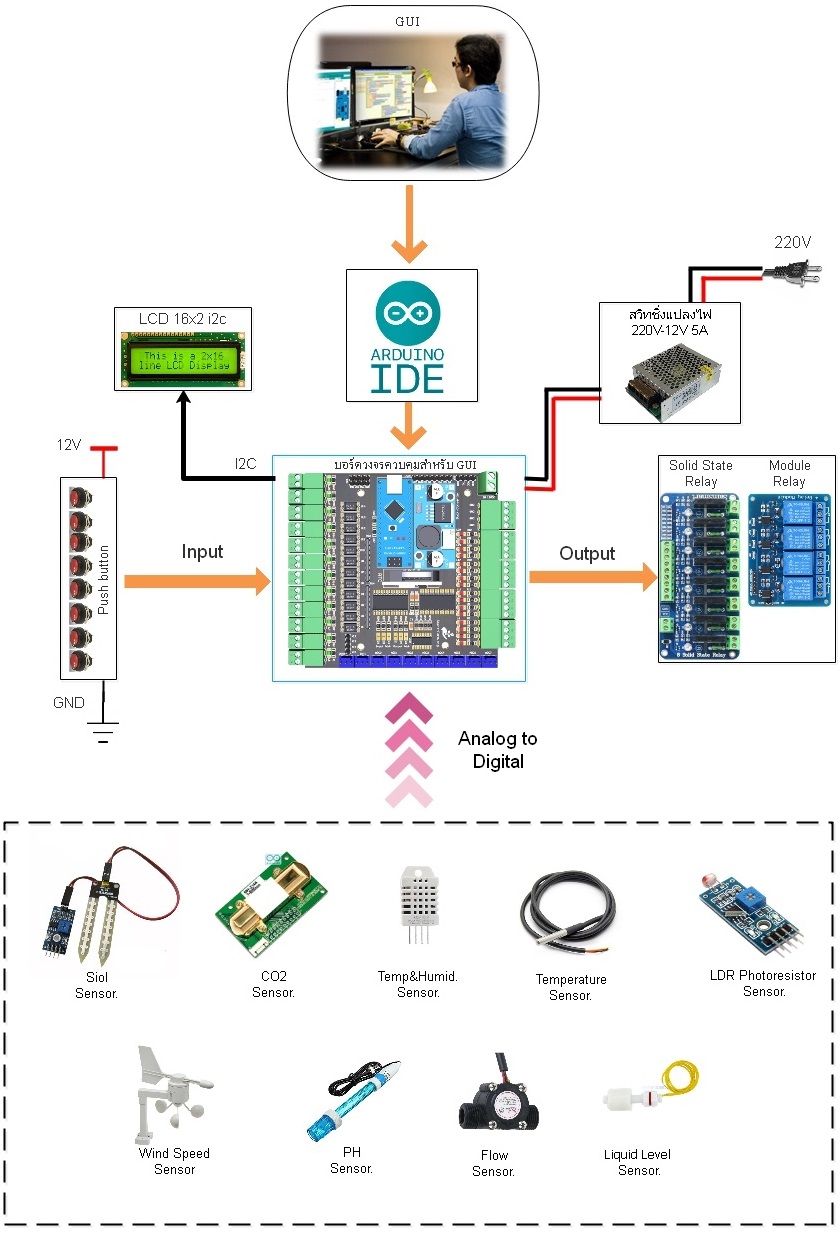 GUI
220V
ARDUINO
IDE
สวิทชิ่งแปลงไฟ
220V-12V 5A
LCD 16x2 i2c
This is a 2x16
line LCD Display
12V
I2C
บอร์ดวงจรควบคุมสำหรับ GUI
Solid State
Relay
Module
Relay
Push button
Input
Output
8 Solid State Relay
GND
Analog to
Digital
Siol
Sensor.
CO2
Sensor.
Temp&Humid.
Sensor.
Temperature
Sensor.
LDR Photoresistor
Sensor.
Wind Speed
Sensor
PH
Sensor.
Flow
Sensor.
Liquid Level
Sensor.